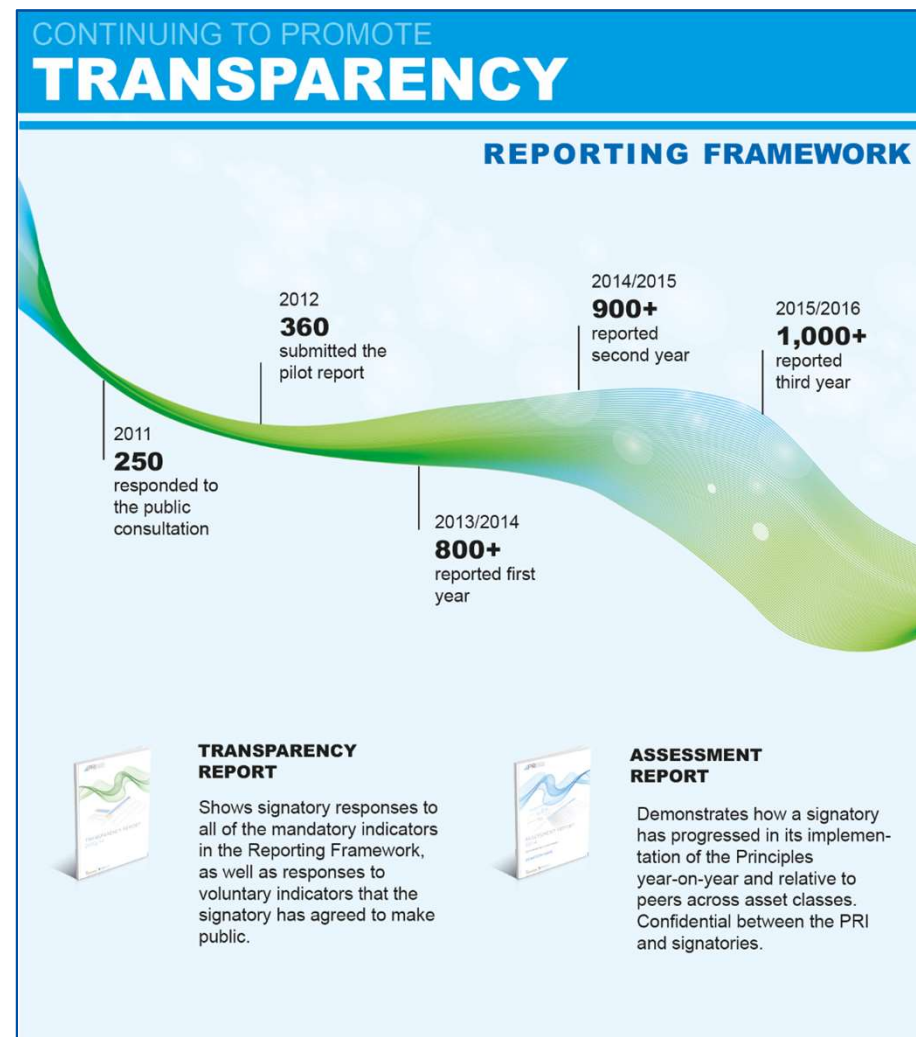 CONTINUING TO PROMOTE
TRANSPARENCY
REPORTING FRAMEWORK
2011
250
responded to
the public
consultation
2012
360
submitted the
pilot report
2013/2014
800+
reported first
year
2014/2015
900+
reported
second year
2015/2016
1,000+
reported
third year
TRANSPARENCY
REPORT
Shows signatory responses to
all of the mandatory indicators
in the Reporting Framework,
as well as responses to
voluntary indicators that the
signatory has agreed to make
public.
ASSESSMENT
REPORT
Demonstrates how a signatory
has progressed in its implemen-
tation of the Principles
year-on-year and relative to
peers across asset classes.
Confidential between the PRI
and signatories.